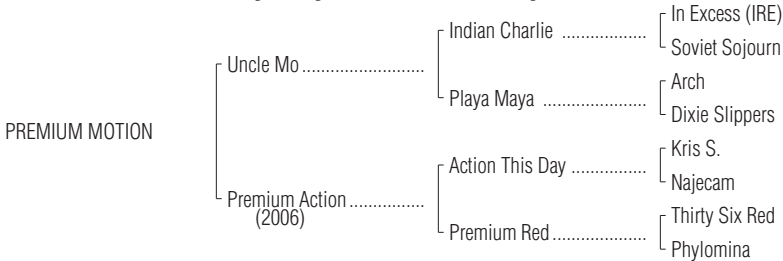 In Excess (IRE)
Indian Charlie ..................
Soviet Sojourn
Uncle Mo ..........................
Arch
Playa Maya ......................
Dixie Slippers
PREMIUM MOTION
Kris S.
Action This Day ................
Najecam
Premium Action ................
(2006)
Thirty Six Red
Premium Red ....................
Phylomina